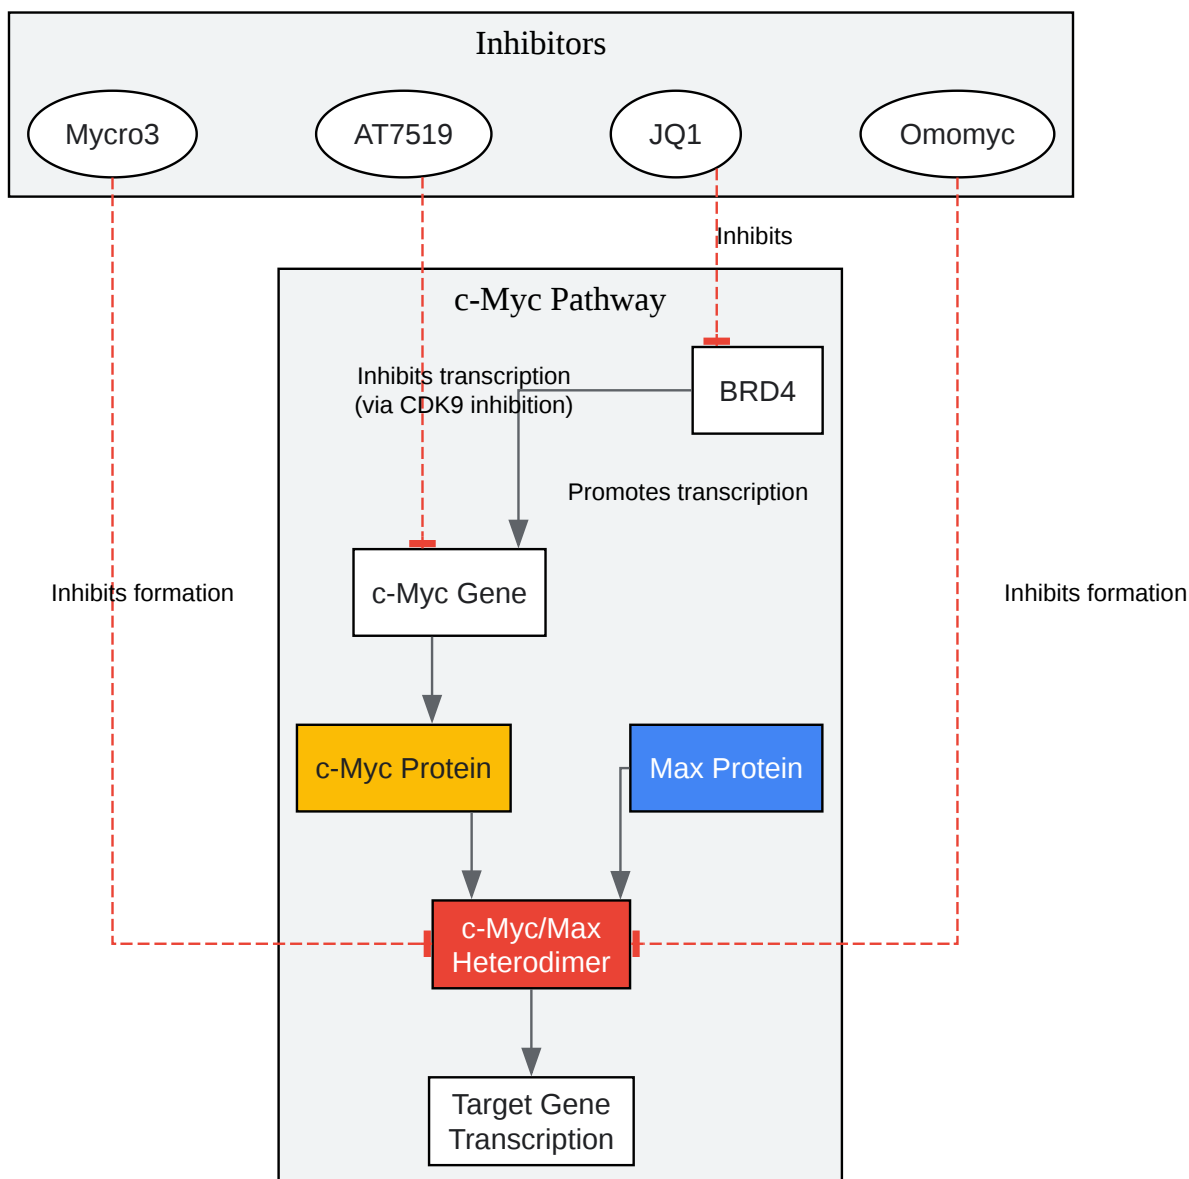 Inhibitors
Mycro3
AT7519
JQ1
Omomyc
Inhibits
c-Myc Pathway
Inhibits transcription
(via CDK9 inhibition)
BRD4
Promotes transcription
Inhibits formation
c-Myc Gene
Inhibits formation
c-Myc Protein
Max Protein
c-Myc/Max
Heterodimer
Target Gene
Transcription